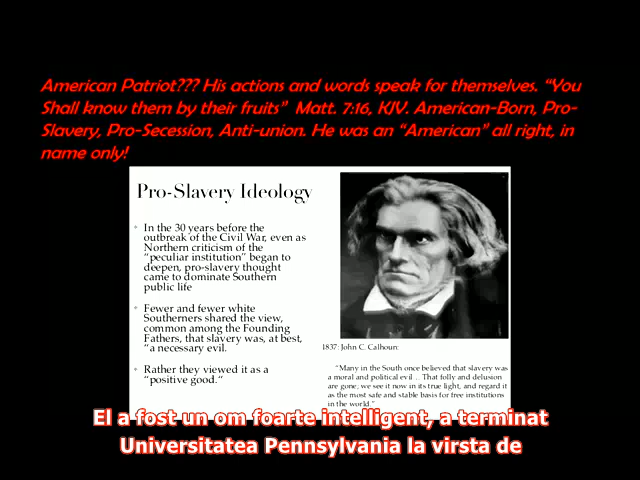 American Patriot??? His actions and words speak for themselves. “You
Shall know them by their fruits” Matt. 7:16, KJV. American-Born, Pro-
Slavery, Pro-Secession, Anti-union. He was an “American” all right, in
name only!
Pro-Slavery Ideology
In the 30 years before the
outbreak of the Civil War, even as
Northern criticism of the
“peculiar institution” began to
deepen, pro-slavery thought
came to dominate Southern
public life
Fewer and fewer white
Southerners shared the view,
common among the Founding
Fathers, that slavery was, at best,
“a necessary evil.
Rather they viewed it as a
“positive good.“
1837: John C. Calhoun:
“Many in the South once believed that slavery was
a moral and political evil . . That folly and delusion
are gone; we see it now in its true light, and regard it
as the most safe and stable basis for free institutions
in the world.”
El a fost un om foarte intelligent, a terminat
Universitatea Pennsylvania la virsta de